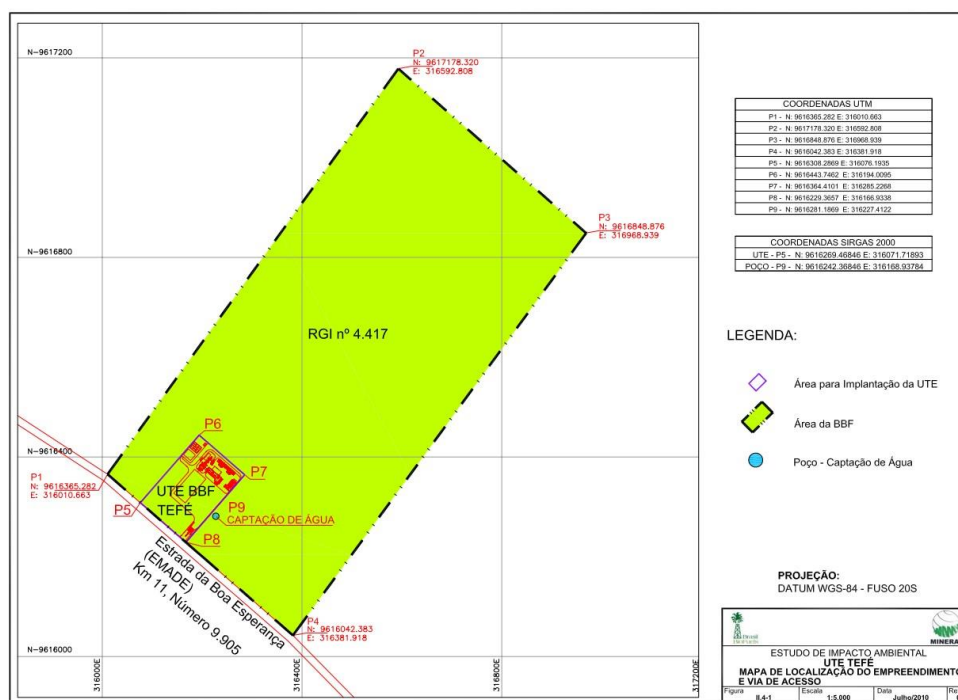 N-9617200
P2
N: 9617178.320
E: 316592.808
P3
N: 9616848.876
E: 316968.939
N-9616800
RGI nº 4.417
N-9616400
P1
N: 9616365.282
E: 316010.663
P6
P7
UTE BBF
TEFÉ
P5
P9
CAPTAÇÃO DE ÁGUA
P8
Estrada da Boa Esperança
(EMADE)
Km 11, Número 9.905
P4
N: 9616042.383
E: 316381.918
N-9616000
316000E
316400E
316800E
317200E
COORDENADAS UTM
P1 - N: 9616365.282 E: 316010.663
P2 - N: 9617178.320 E: 316592.808
P3 - N: 9616848.876 E: 316968.939
P4 - N: 9616042.383 E: 316381.918
P5 - N: 9616308.2869 E: 316076.1935
P6 - N: 9616443.7462 E: 316194.0095
P7 - N: 9616364.4101 E: 316285.2268
P8 - N: 9616229.3657 E: 316166.9338
P9 - N: 9616281.1869 E: 316227.4122
COORDENADAS SIRGAS 2000
UTE - P5 - N: 9616269.46846 E: 316071.71893
POÇO - P9 - N: 9616242.36846 E: 316168.93784
LEGENDA:
Área para Implantação da UTE
Área da BBF
Poço - Captação de Água
PROJEÇÃO:
DATUM WGS-84 - FUSO 20S
MINERA
ESTUDO DE IMPACTO AMBIENTAL
UTE TEFÉ
MAPA DE LOCALIZAÇÃO DO EMPREENDIMENTO
E VIA DE ACESSO
Figura
Escala
Data
II.4-1
1:5.000
Julho/2010